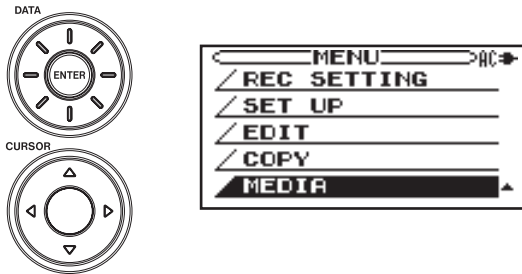 DATA
ENTER
CURSOR
MENU AC
REC SETTING
SET UP
EDIT
COPY
MEDIA